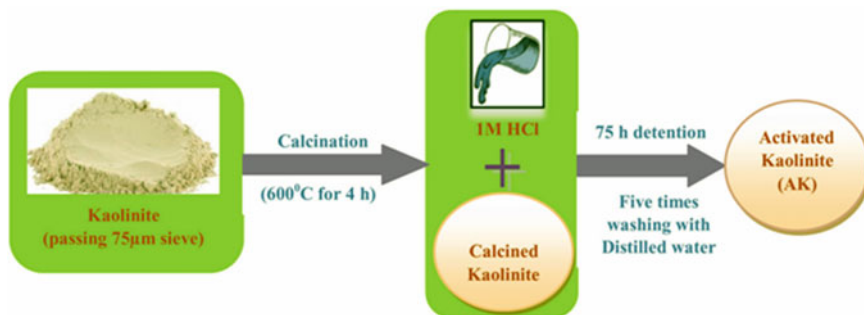 Kaolinite
(passing 75µm sieve)
Calcination
(600⁰C for 4 h)
1M HCl
+
Calcined
Kaolinite
75 h detention
Five times
washing with
Distilled water
Activated
Kaolinite
(AK)